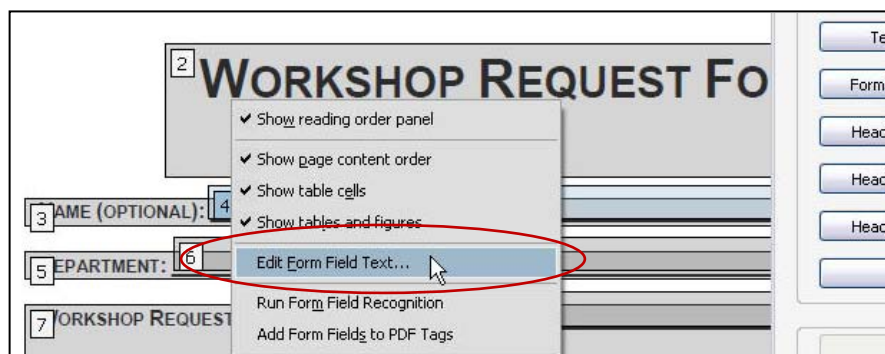 2 WORKSHOP REQUEST FO
✔ Show reading order panel
✔ Show page content order
✔ Show table cells
✔ Show tables and figures
3 AME (OPTIONAL): 4
5 EPARTMENT: 6
Edit Form Field Text...
7 ORKSHOP REQUEST
Run Form Field Recognition
Add Form Fields to PDF Tags
Te
Form
Head
Head
Head